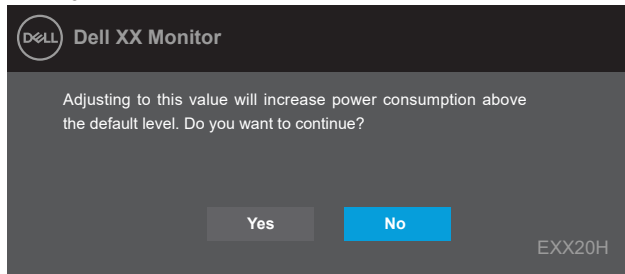 DELL Dell XX Monitor
Adjusting to this value will increase power consumption above
the default level. Do you want to continue?
Yes No
EXX20H